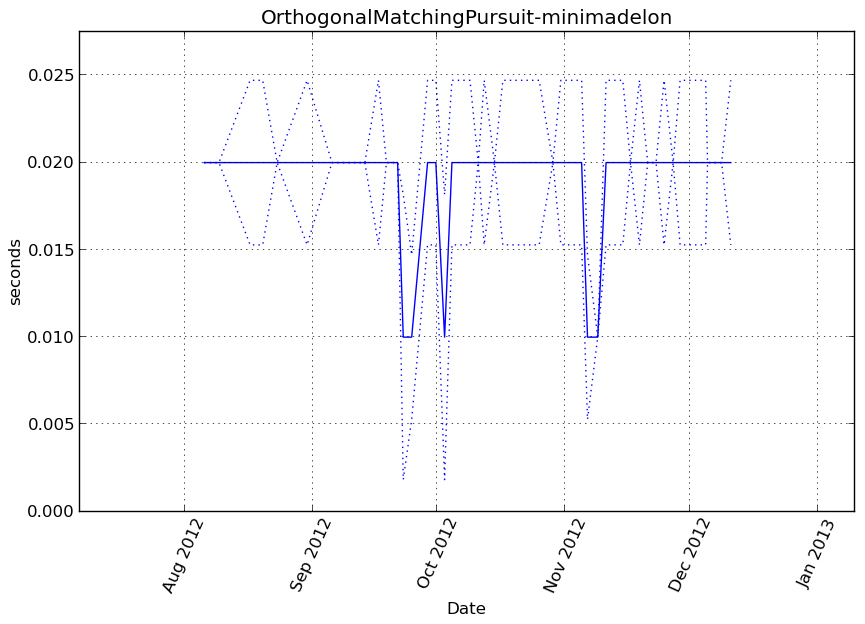 OrthogonalMatchingPursuit-minimadelon
0.025
0.020
0.015
0.010
0.005
0.000
seconds
Aug 2012
Sep 2012
Oct 2012
Nov 2012
Dec 2012
Jan 2013
Date